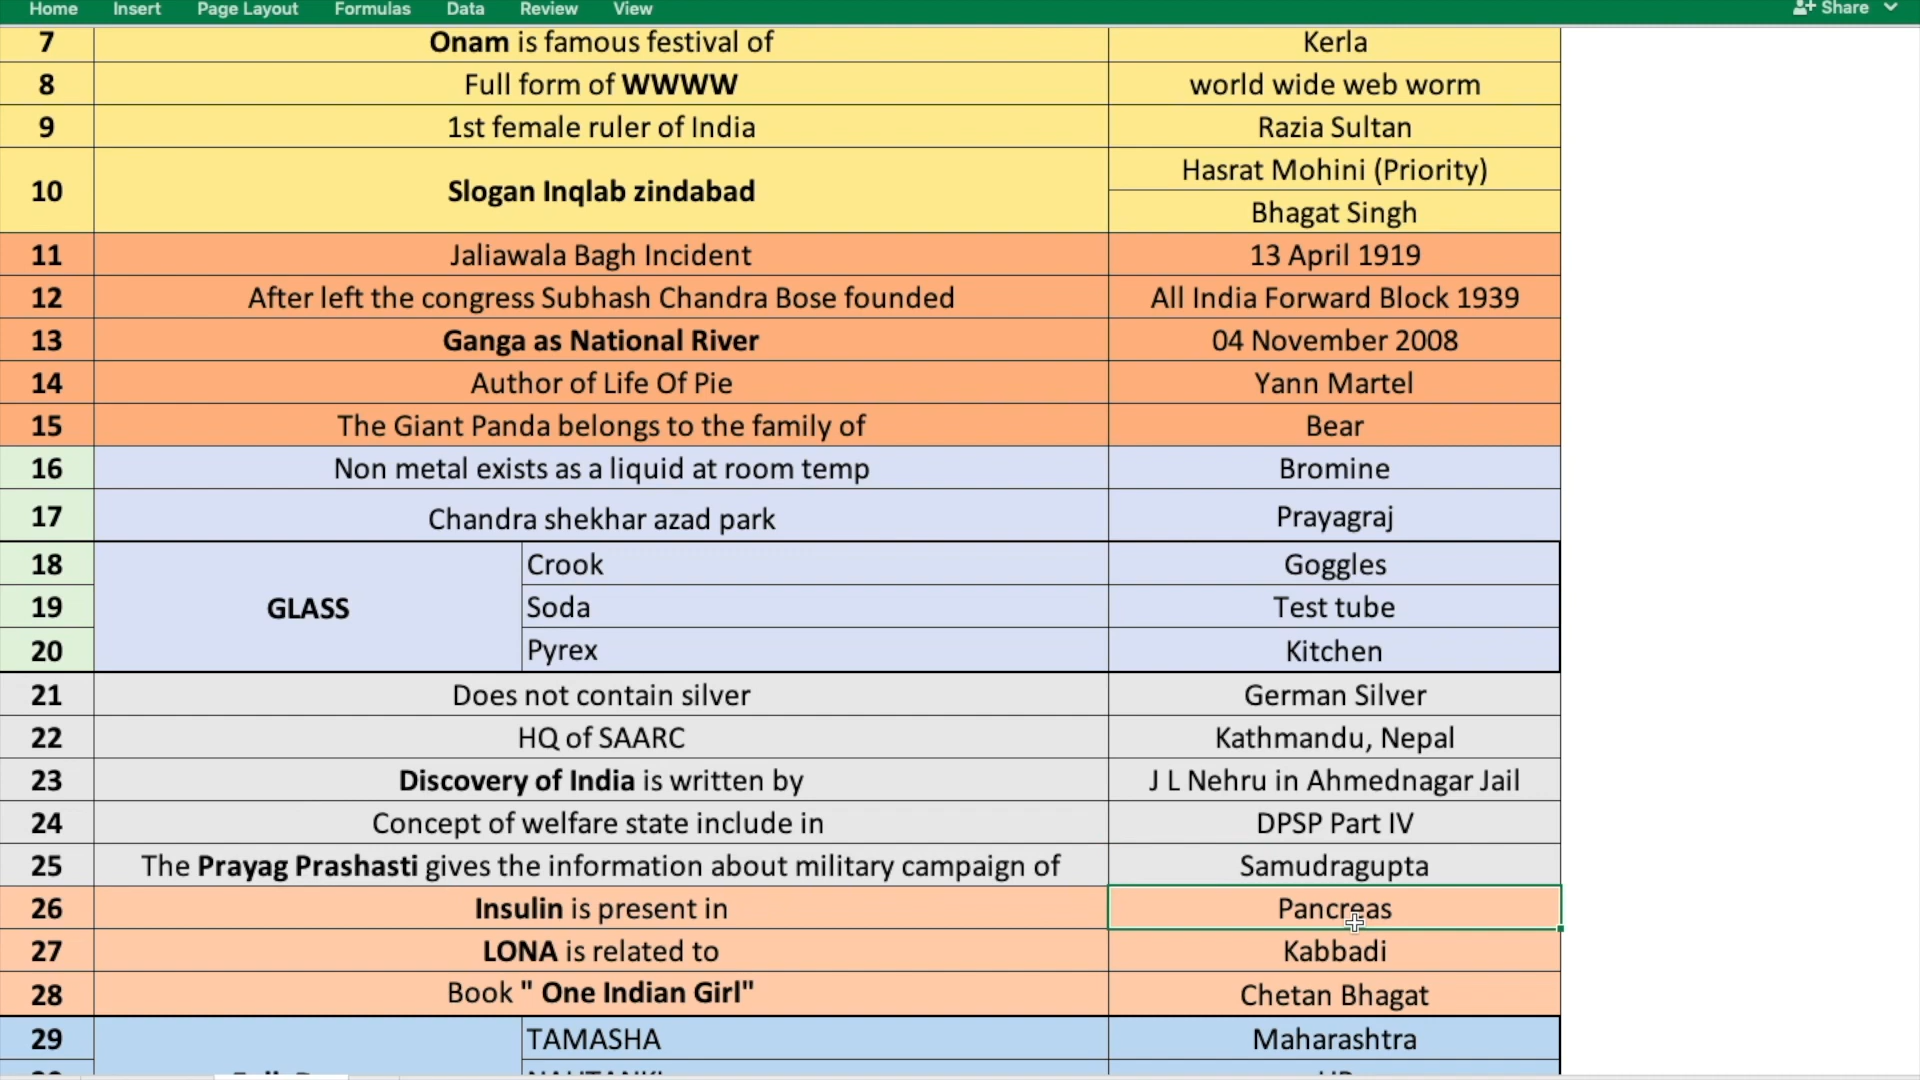 Home Insert Page Layout Formulas Data Review View Share
7 Onam is famous festival of Kerla
8 Full form of WWWW world wide web worm
9 1st female ruler of India Razia Sultan
10 Slogan Inqlab zindabad Hasrat Mohini (Priority)
Bhagat Singh
11 Jaliawala Bagh Incident 13 April 1919
12 After left the congress Subhash Chandra Bose founded All India Forward Block 1939
13 Ganga as National River 04 November 2008
14 Author of Life Of Pie Yann Martel
15 The Giant Panda belongs to the family of Bear
16 Non metal exists as a liquid at room temp Bromine
17 Chandra shekhar azad park Prayagraj
18 Crook Goggles
19 GLASS Soda Test tube
20 Pyrex Kitchen
21 Does not contain silver German Silver
22 HQ of SAARC Kathmandu, Nepal
23 Discovery of India is written by J L Nehru in Ahmednagar Jail
24 Concept of welfare state include in DPSP Part IV
25 The Prayag Prashasti gives the information about military campaign of Samudragupta
26 Insulin is present in Pancreas
27 LONA is related to Kabbadi
28 Book " One Indian Girl" Chetan Bhagat
29 TAMASHA Maharashtra